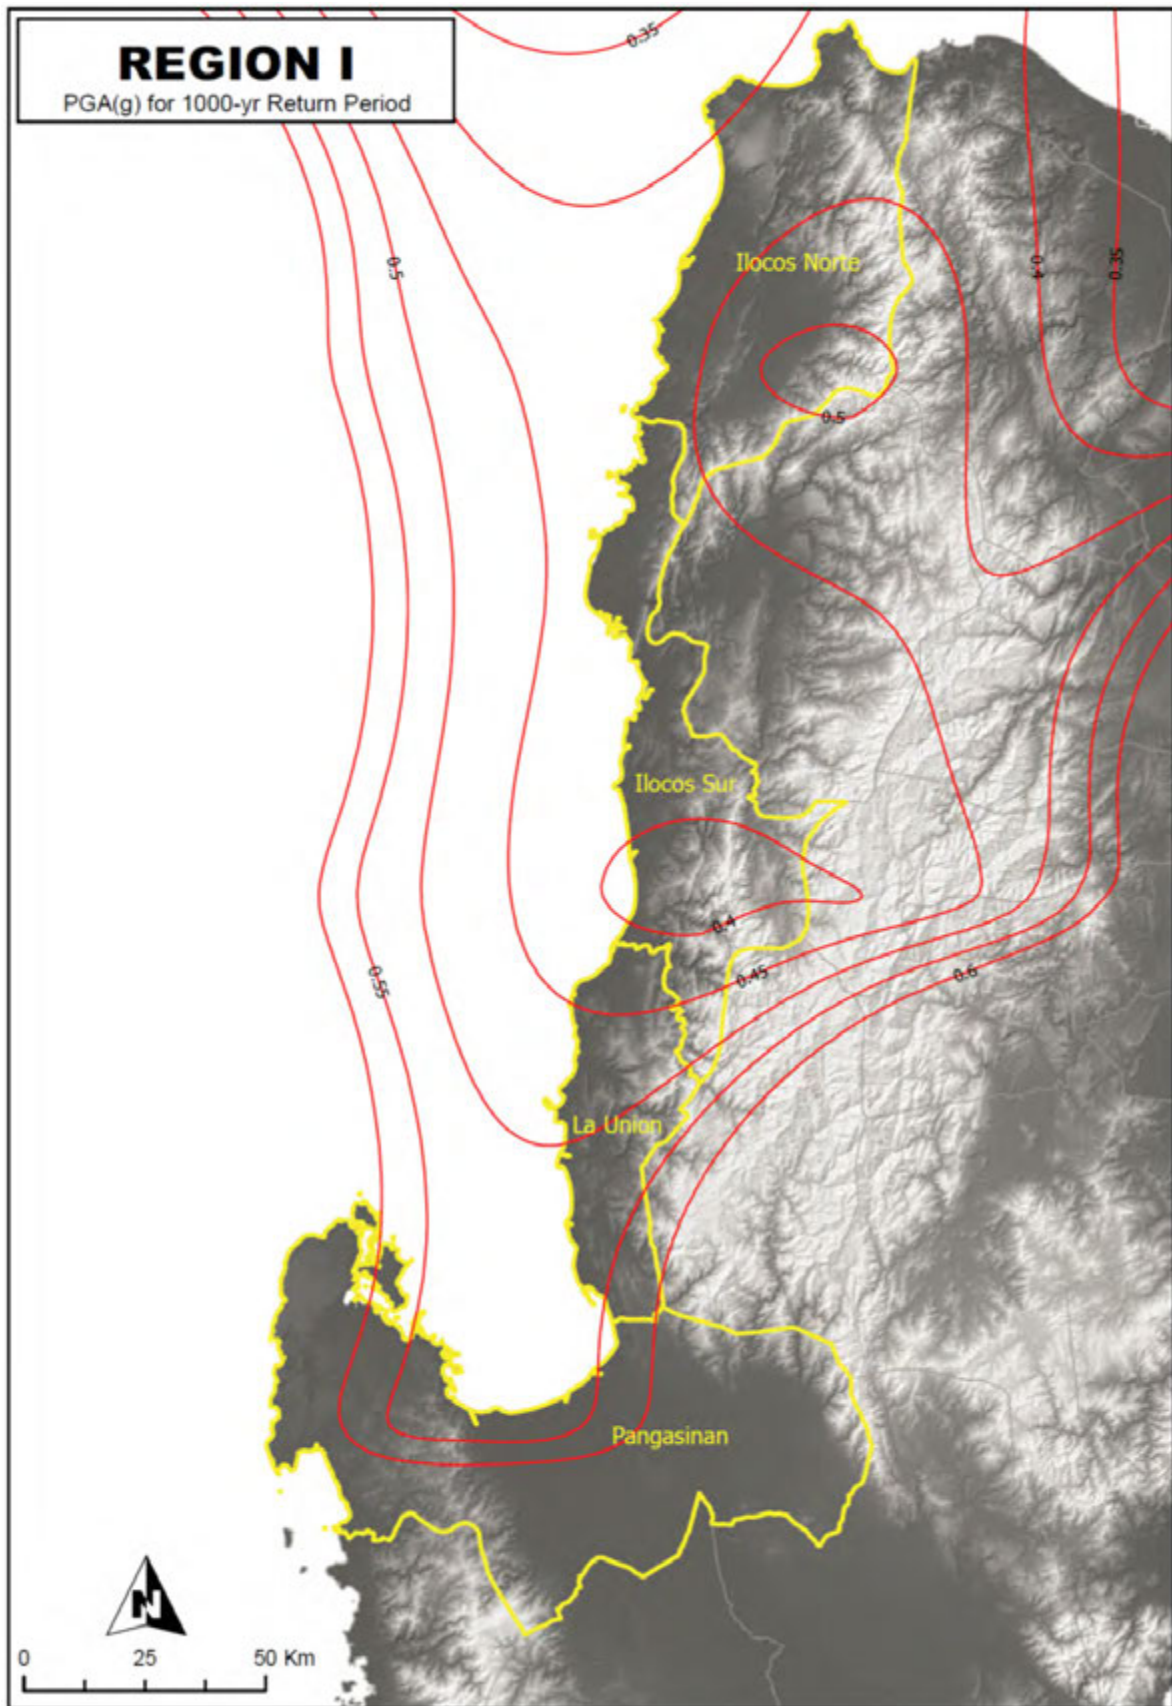 REGION I
PGA(g) for 1000-yr Return Period
0.35
0.5
Ilocos Norte
0.4
0.35
0.5
Ilocos Sur
0.4
0.45
0.6
0.55
La Union
Pangasinan
N
0 25 50 Km